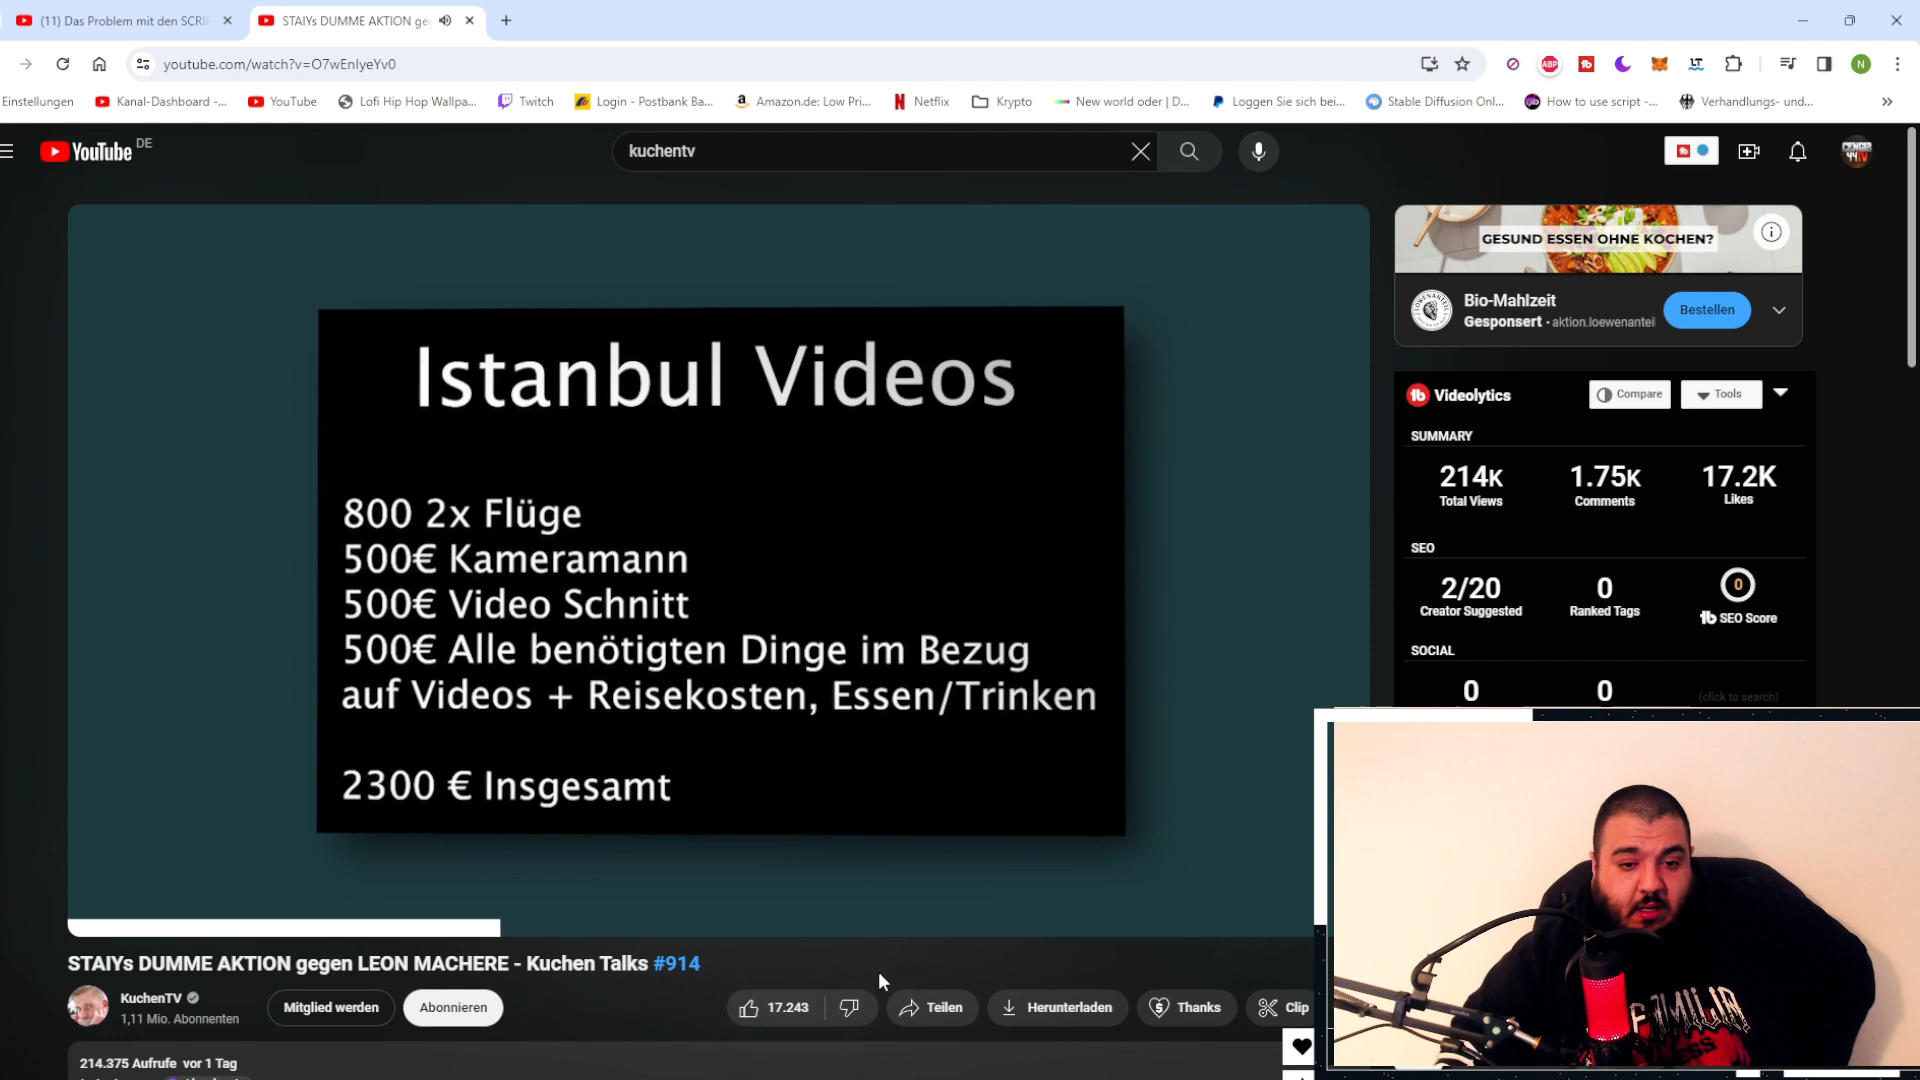 (11) Das Problem mit den SCRI
STAIYs DUMME AKTION ge
youtube.com/watch?v=O7wEnlyeYv0
ABP
N
Einstellungen
Kanal-Dashboard -...
YouTube
Lofi Hip Hop Wallpa...
Twitch
Login - Postbank Ba...
Amazon.de: Low Pri...
Netflix
Krypto
New world oder | D...
Loggen Sie sich bei...
Stable Diffusion Onl...
How to use script -...
Verhandlungs- und...
YouTube DE
kuchentv
GESUND ESSEN OHNE KOCHEN?
Bio-Mahlzeit
Gesponsert · aktion.loewenantei
Bestellen
Istanbul Videos
800 2x Flüge
500€ Kameramann
500€ Video Schnitt
500€ Alle benötigten Dinge im Bezug
auf Videos + Reisekosten, Essen/Trinken
2300 € Insgesamt
Videolytics
Compare
Tools
SUMMARY
214K
1.75K
17.2K
Total Views
Comments
Likes
SEO
2/20
0
0
Creator Suggested
Ranked Tags
SEO Score
SOCIAL
0
0
(click to search)
STAIYs DUMME AKTION gegen LEON MACHERE - Kuchen Talks #914
KuchenTV
1,11 Mio. Abonnenten
Mitglied werden
Abonnieren
17.243
Teilen
Herunterladen
Thanks
Clip
214.375 Aufrufe vor 1 Tag